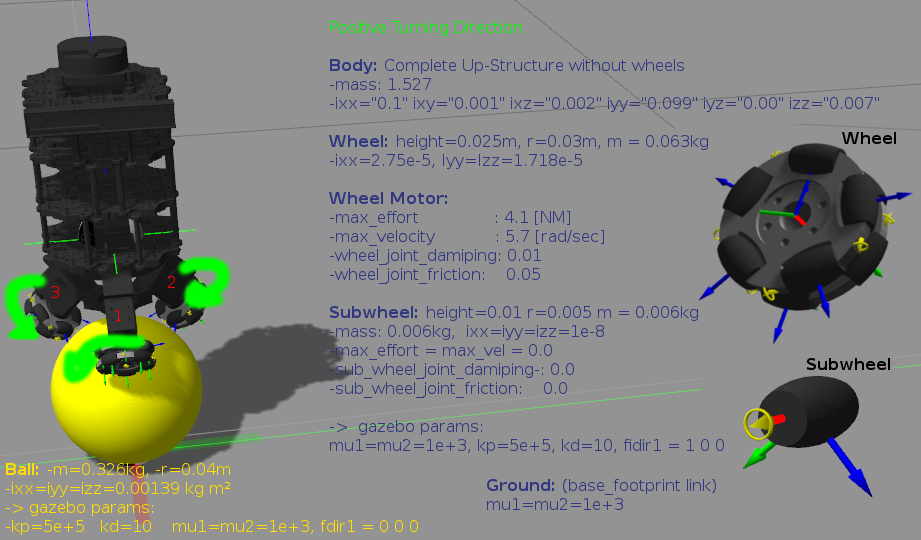 Positive Turning Direction
Body: Complete Up-Structure without wheels
-mass: 1.527
-ixx="0.1" ixy="0.001" ixz="0.002" iyy="0.099" iyz="0.00" izz="0.007"
Wheel: height=0.025m, r=0.03m, m = 0.063kg
-ixx=2.75e-5, Iyy=Izz=1.718e-5
Wheel Motor:
-max_effort : 4.1 [NM]
-max_velocity : 5.7 [rad/sec]
-wheel_joint_damiping: 0.01
-wheel_joint_friction: 0.05
Subwheel: height=0.01 r=0.005 m = 0.006kg
-mass: 0.006kg, ixx=iyy=izz=1e-8
-max_effort = max_vel = 0.0
-sub_wheel_joint_damping-: 0.0
-sub_wheel_joint_friction: 0.0
-> gazebo params:
mu1=mu2=1e+3, kp=5e+5, kd=10, fidir1 = 1 0 0
Ground: (base_footprint link)
mu1=mu2=1e+3
Wheel
Subwheel
3
2
1
Ball: -m=0.326kg, -r=0.04m
-ixx=iyy=izz=0.00139 kg m²
-> gazebo params:
-kp=5e+5 kd=10 mu1=mu2=1e+3, fdir1 = 0 0 0